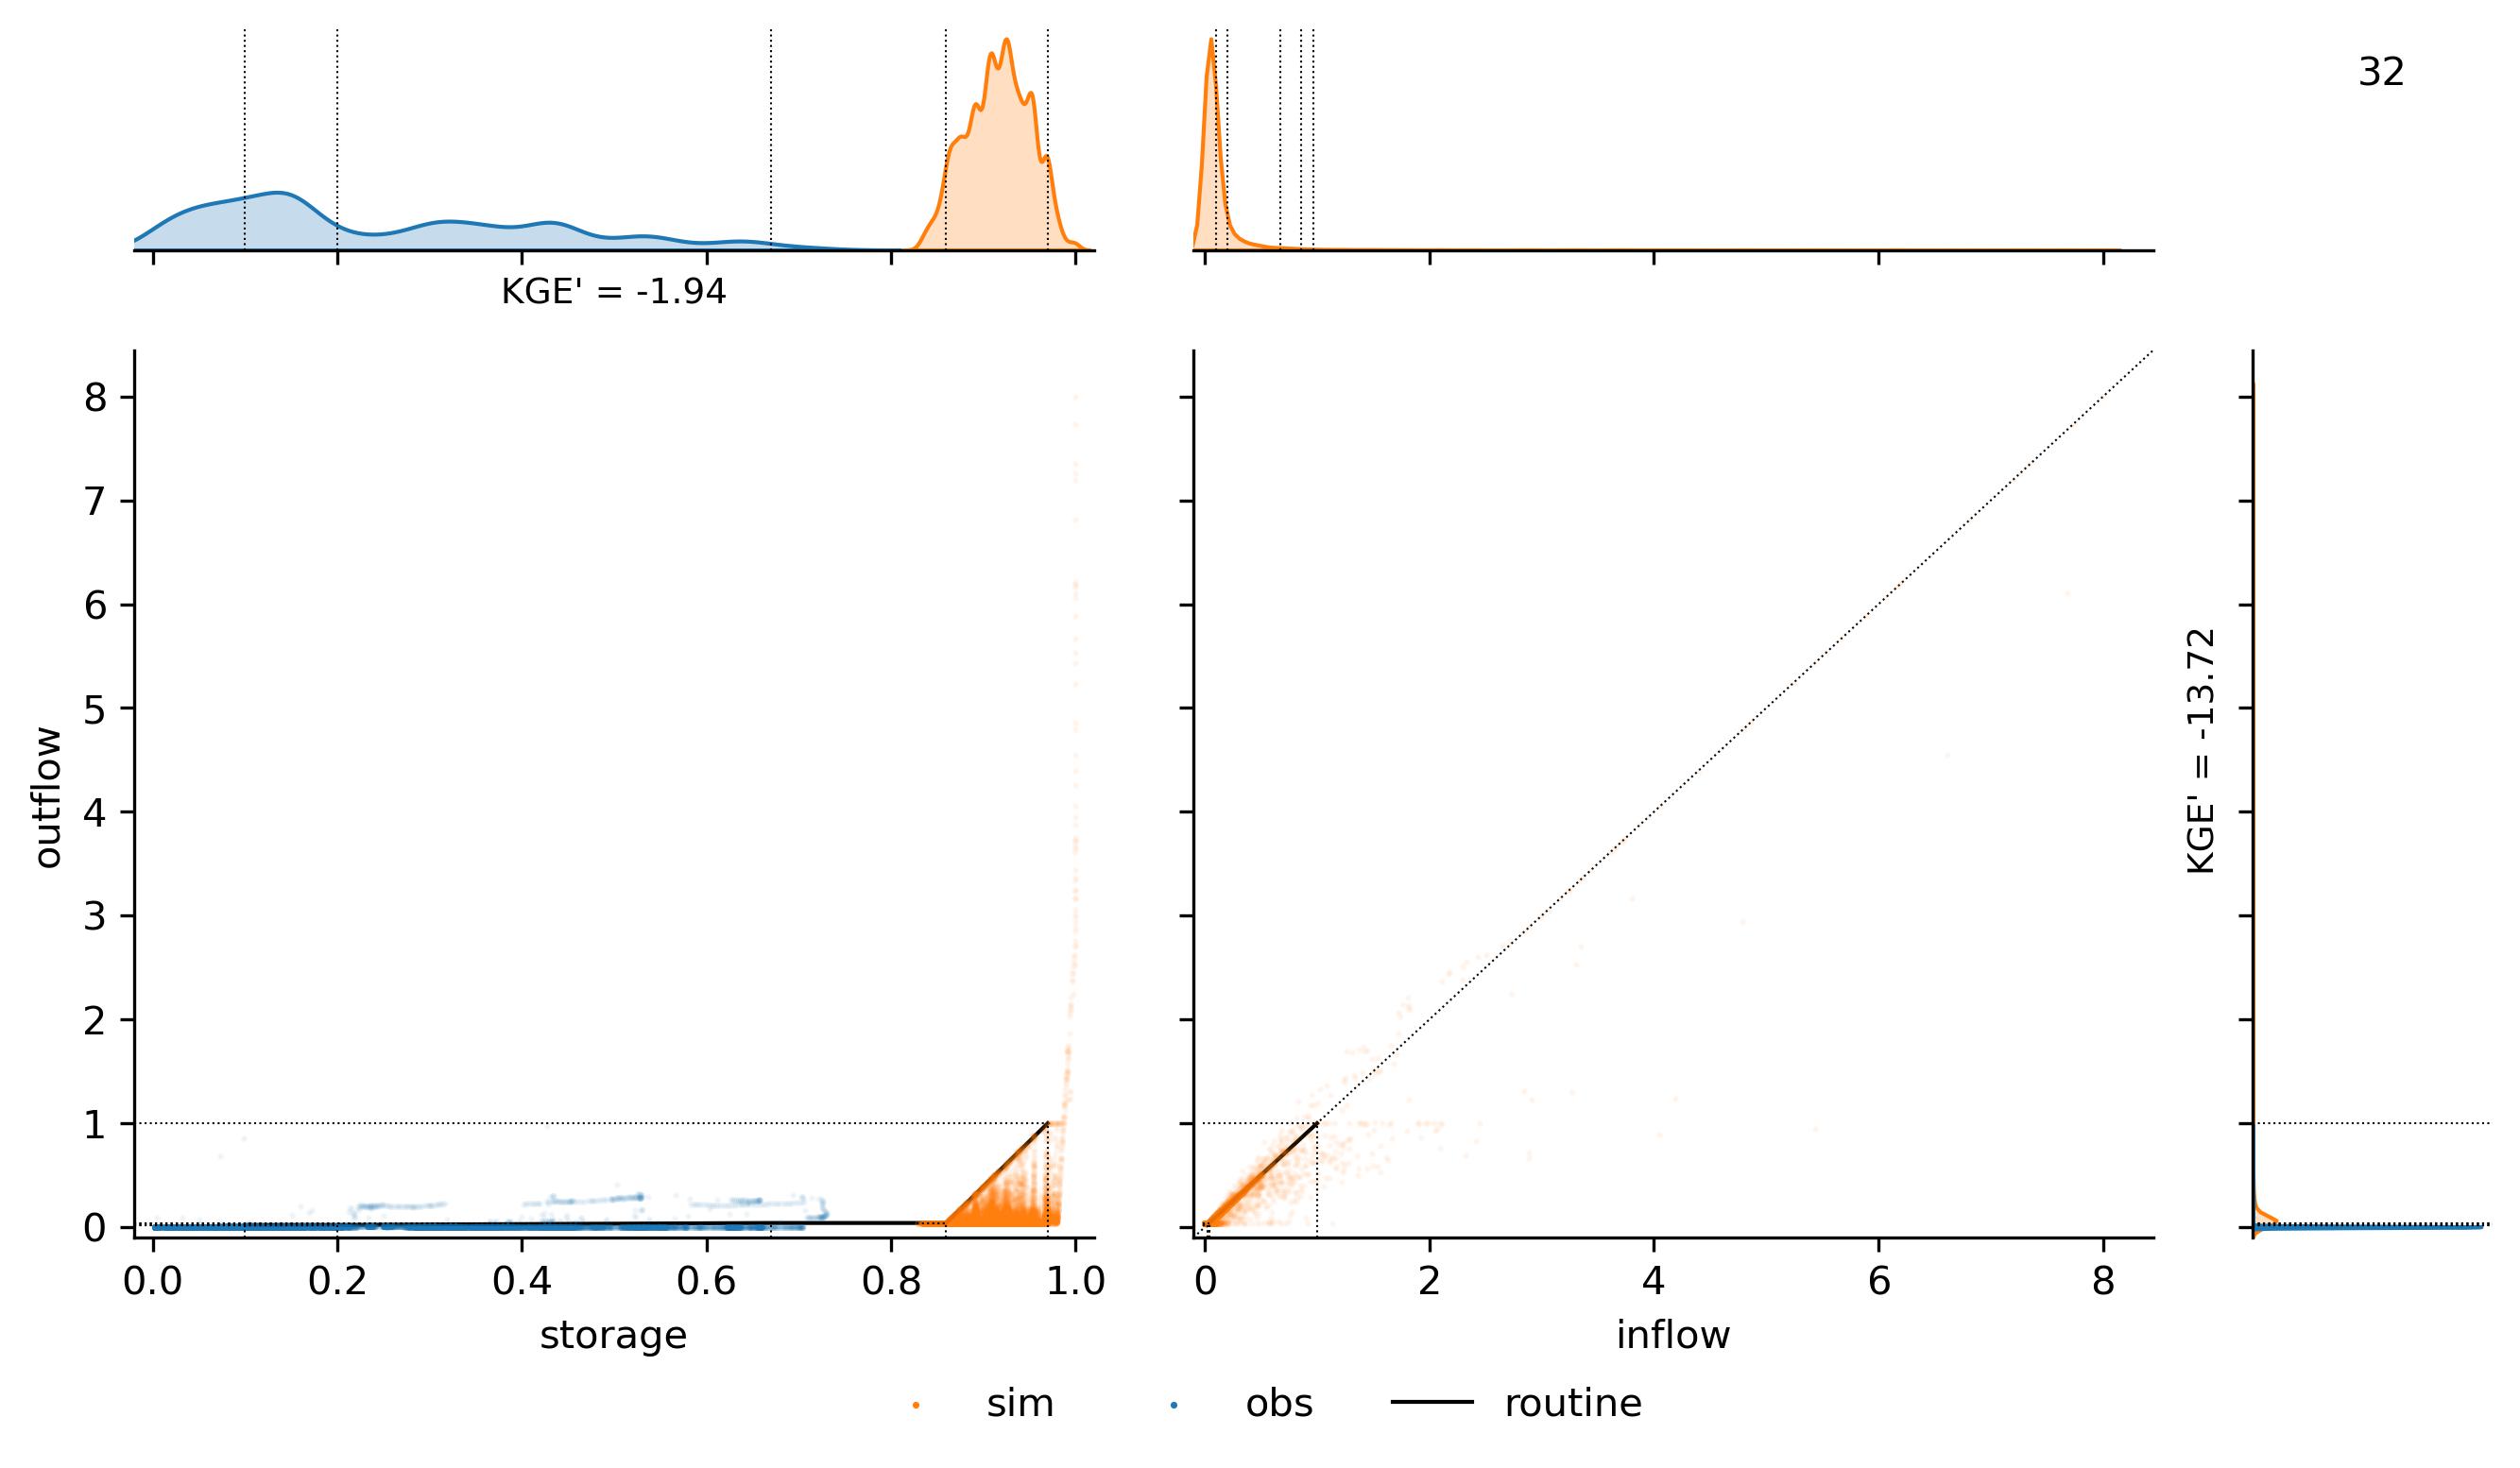 32
KGE' = -1.94
8
7
6
5
4
3
2
1
0
outflow
KGE' = -13.72
0.0 0.2 0.4 0.6 0.8 1.0
0 2 4 6 8
storage
inflow
sim obs routine